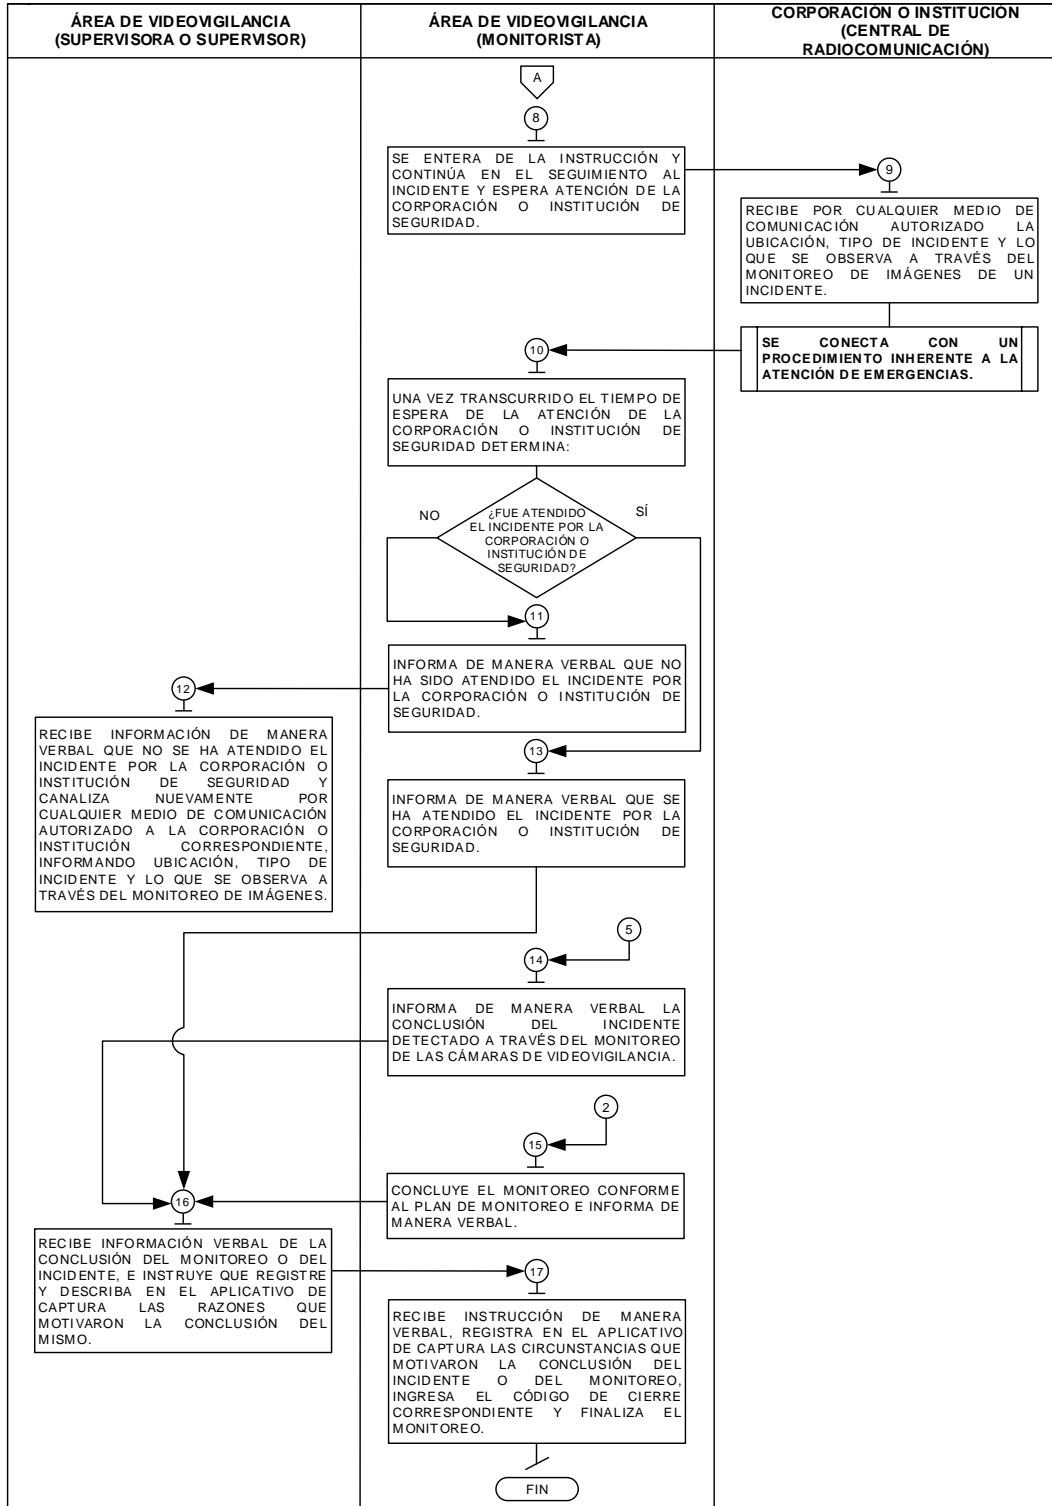 ÁREA DE VIDEOVIGILANCIA
(SUPERVISORA O SUPERVISOR)
ÁREA DE VIDEOVIGILANCIA
(MONITORISTA)
CORPORACIÓN O INSTITUCIÓN
(CENTRAL DE
RADIOCOMUNICACIÓN)
A
8
SE ENTERA DE LA INSTRUCCIÓN Y
CONTINÚA EN EL SEGUIMIENTO AL
INCIDENTE Y ESPERA ATENCIÓN DE LA
CORPORACIÓN O INSTITUCIÓN DE
SEGURIDAD.
9
RECIBE POR CUALQUIER MEDIO DE
COMUNICACIÓN AUTORIZADO LA
UBICACIÓN, TIPO DE INCIDENTE Y LO
QUE SE OBSERVA A TRAVÉS DEL
MONITOREO DE IMÁGENES DE UN
INCIDENTE.
SE CONECTA CON UN
PROCEDIMIENTO INHERENTE A LA
ATENCIÓN DE EMERGENCIAS.
10
UNA VEZ TRANSCURRIDO EL TIEMPO DE
ESPERA DE LA ATENCIÓN DE LA
CORPORACIÓN O INSTITUCIÓN DE
SEGURIDAD DETERMINA:
¿FUE ATENDIDO
EL INCIDENTE POR LA
CORPORACIÓN O
INSTITUCIÓN DE
SEGURIDAD?
NO
SÍ
11
INFORMA DE MANERA VERBAL QUE NO
HA SIDO ATENDIDO EL INCIDENTE POR
LA CORPORACIÓN O INSTITUCIÓN DE
SEGURIDAD.
12
RECIBE INFORMACIÓN DE MANERA
VERBAL QUE NO SE HA ATENDIDO EL
INCIDENTE POR LA CORPORACIÓN O
INSTITUCIÓN DE SEGURIDAD Y
CANALIZA NUEVAMENTE POR
CUALQUIER MEDIO DE COMUNICACIÓN
AUTORIZADO A LA CORPORACIÓN O
INSTITUCIÓN CORRESPONDIENTE,
INFORMANDO UBICACIÓN, TIPO DE
INCIDENTE Y LO QUE SE OBSERVA A
TRAVÉS DEL MONITOREO DE IMÁGENES.
13
INFORMA DE MANERA VERBAL QUE SE
HA ATENDIDO EL INCIDENTE POR LA
CORPORACIÓN O INSTITUCIÓN DE
SEGURIDAD.
5
14
INFORMA DE MANERA VERBAL LA
CONCLUSIÓN DEL INCIDENTE
DETECTADO A TRAVÉS DEL MONITOREO
DE LAS CÁMARAS DE VIDEOVIGILANCIA.
2
15
CONCLUYE EL MONITOREO CONFORME
AL PLAN DE MONITOREO E INFORMA DE
MANERA VERBAL.
16
RECIBE INFORMACIÓN VERBAL DE LA
CONCLUSIÓN DEL MONITOREO O DEL
INCIDENTE, E INSTRUYE QUE REGISTRE
Y DESCRIBA EN EL APLICATIVO DE
CAPTURA LAS RAZONES QUE
MOTIVARON LA CONCLUSIÓN DEL
MISMO.
17
RECIBE INSTRUCCIÓN DE MANERA
VERBAL, REGISTRA EN EL APLICATIVO
DE CAPTURA LAS CIRCUNSTANCIAS QUE
MOTIVARON LA CONCLUSIÓN DEL
INCIDENTE O DEL MONITOREO,
INGRESA EL CÓDIGO DE CIERRE
CORRESPONDIENTE Y FINALIZA EL
MONITOREO.
FIN